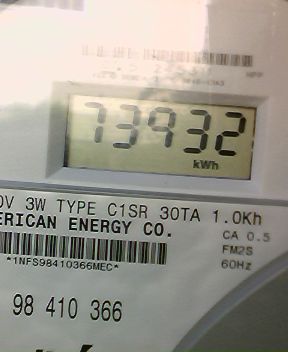 73932
kWh
0V 3W TYPE C1SR 30TA 1.0Kh
ERICAN ENERGY CO.
CA 0.5
FM2S
*1NFS98410366MEC*
60Hz
98 410 366